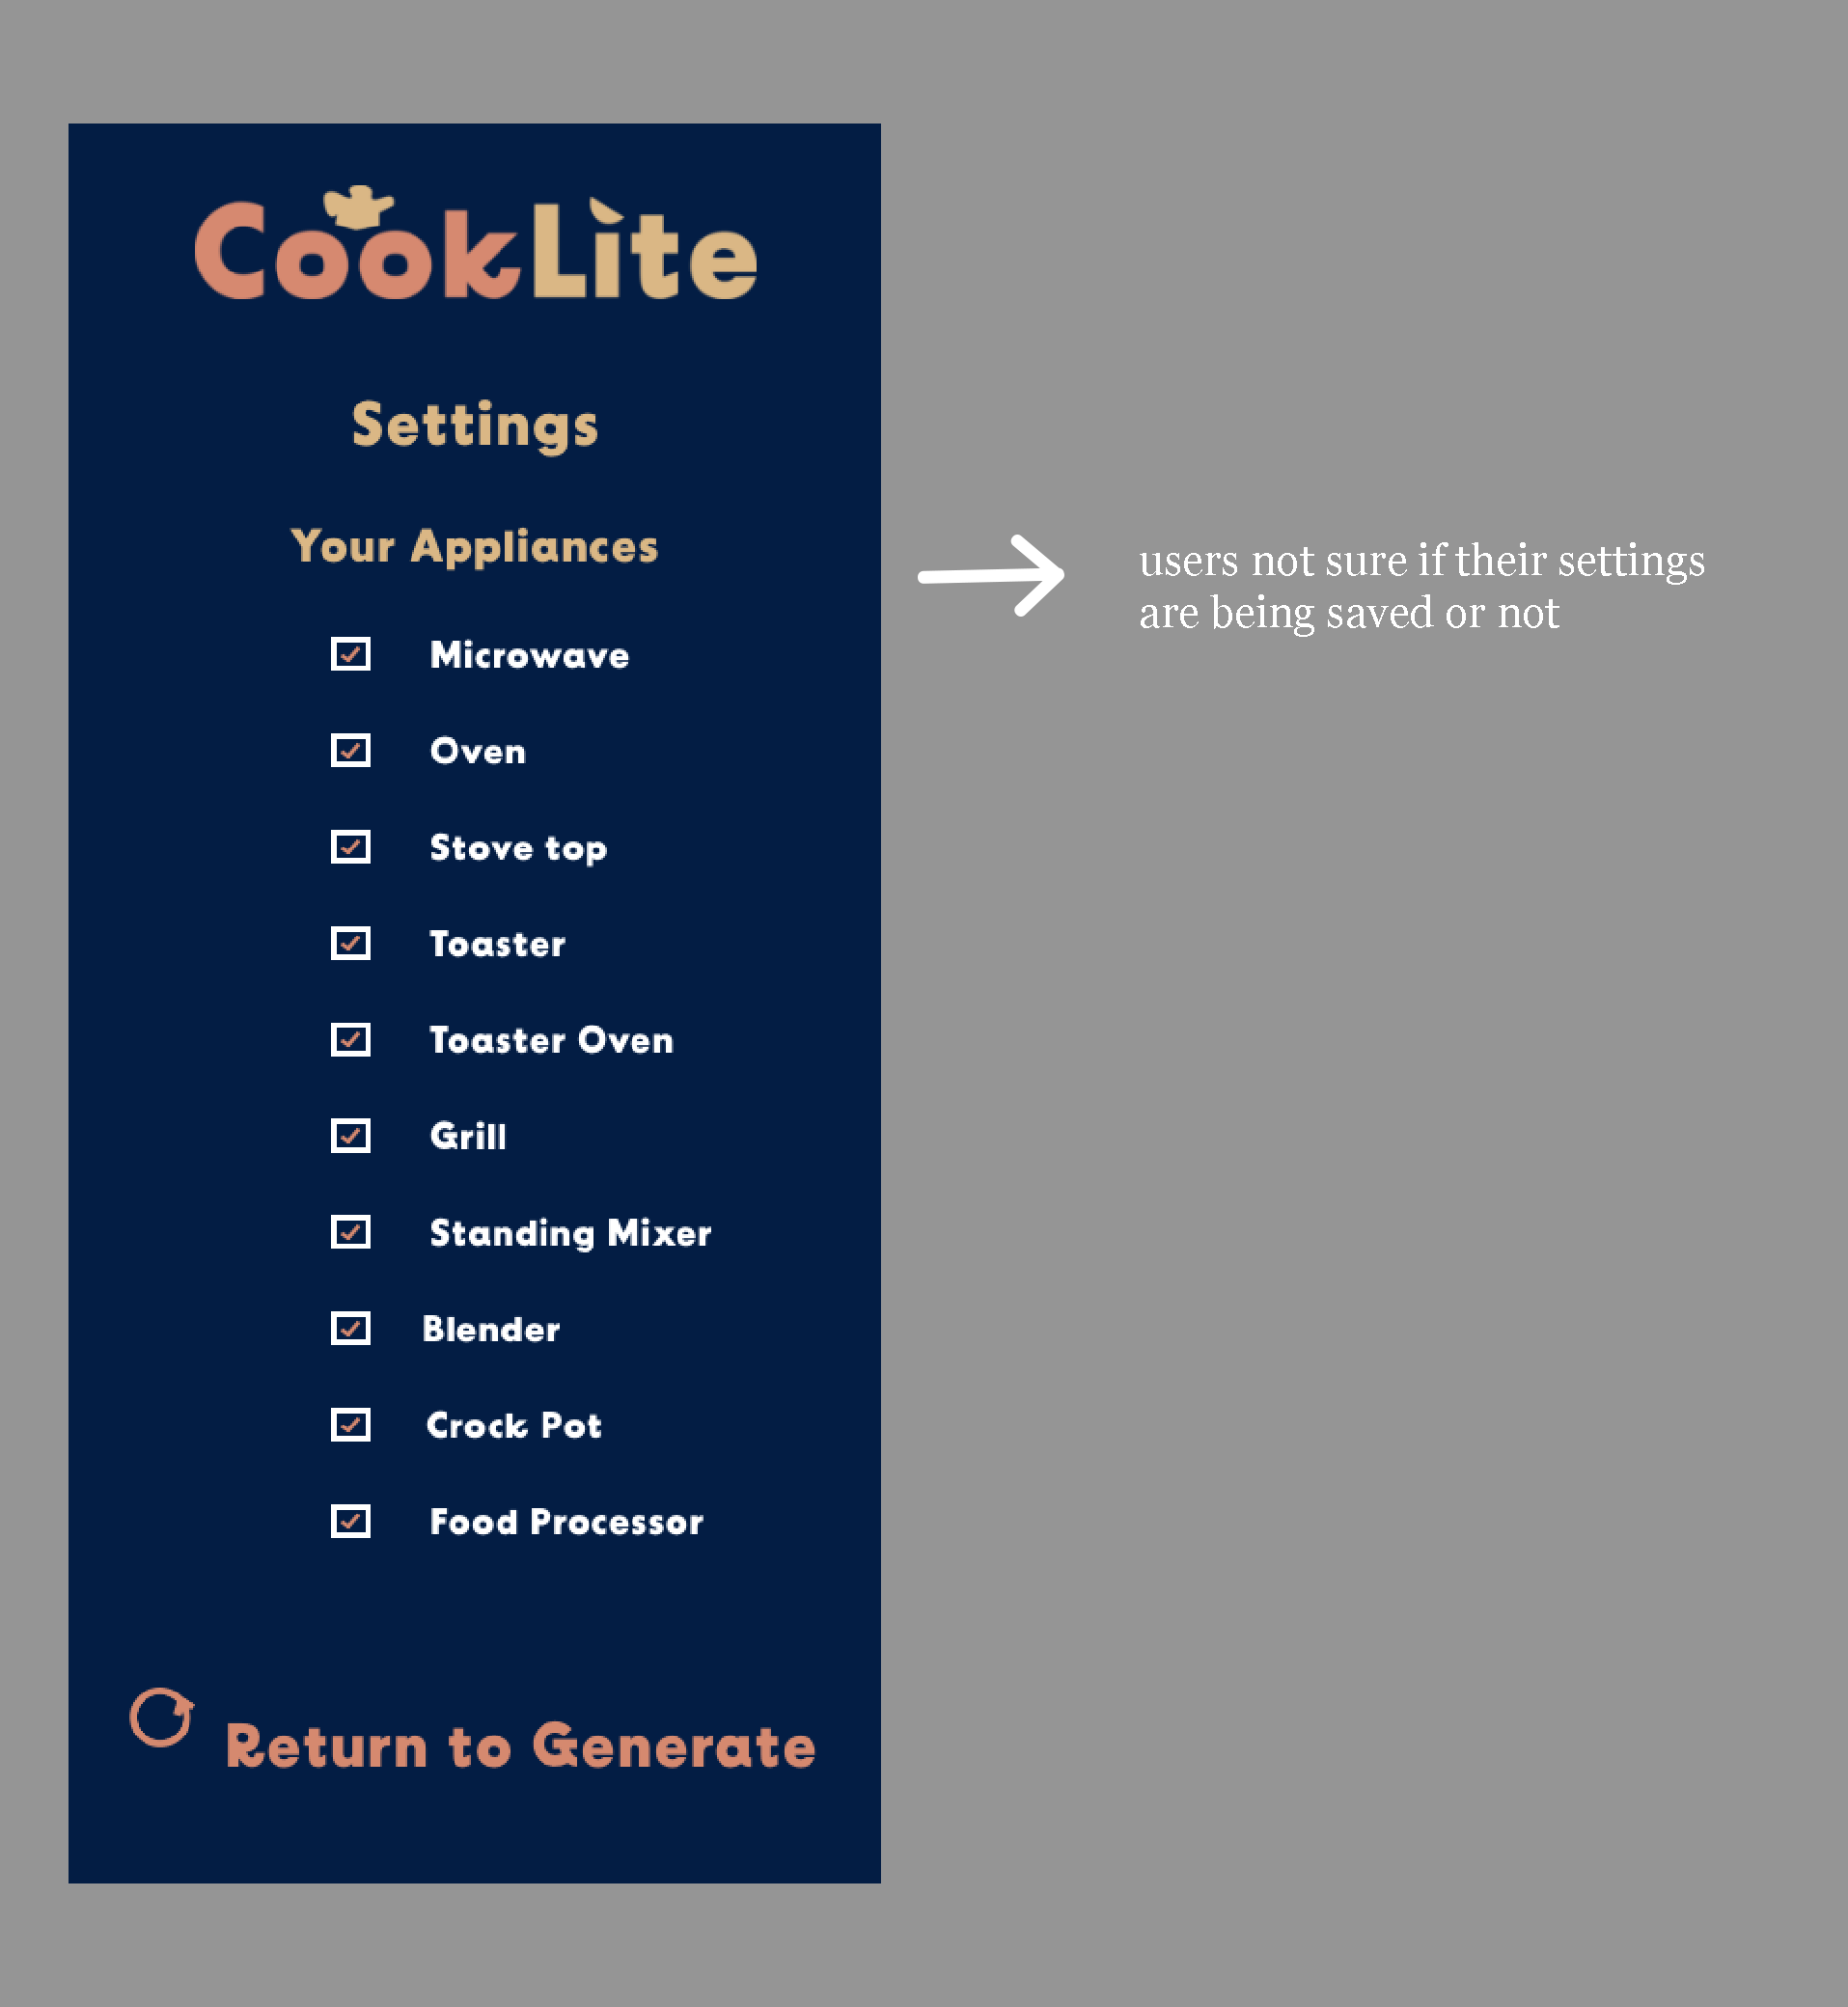 CookLite
Settings
Your Appliances
users not sure if their settings
are being saved or not
Microwave
Oven
Stove top
Toaster
Toaster Oven
Grill
Standing Mixer
Blender
Crock Pot
Food Processor
Return to Generate